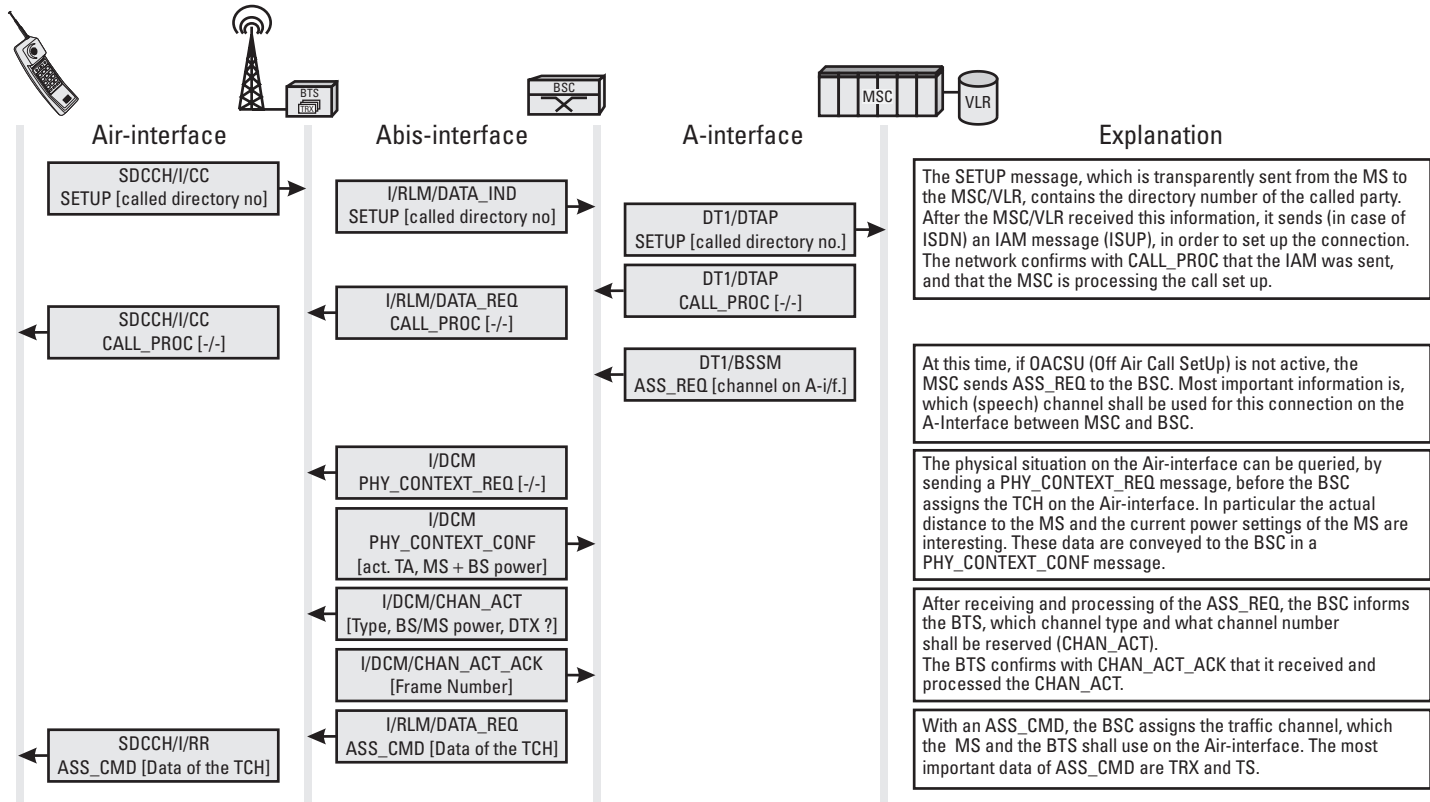 BTS
TRX
BSC
MSC
VLR
Air-interface
Abis-interface
A-interface
Explanation
SDCCH/I/CC
SETUP [called directory no]
I/RLM/DATA_IND
SETUP [called directory no]
DT1/DTAP
SETUP [called directory no.]
The SETUP message, which is transparently sent from the MS to
the MSC/VLR, contains the directory number of the called party.
After the MSC/VLR received this information, it sends (in case of
ISDN) an IAM message (ISUP), in order to set up the connection.
The network confirms with CALL_PROC that the IAM was sent,
and that the MSC is processing the call set up.
DT1/DTAP
CALL_PROC [-/-]
I/RLM/DATA_REQ
CALL_PROC [-/-]
SDCCH/I/CC
CALL_PROC [-/-]
DT1/BSSM
ASS_REQ [channel on A-i/f.]
At this time, if OACSU (Off Air Call SetUp) is not active, the
MSC sends ASS_REQ to the BSC. Most important information is,
which (speech) channel shall be used for this connection on the
A-Interface between MSC and BSC.
I/DCM
PHY_CONTEXT_REQ [-/-]
I/DCM
PHY_CONTEXT_CONF
[act. TA, MS + BS power]
The physical situation on the Air-interface can be queried, by
sending a PHY_CONTEXT_REQ message, before the BSC
assigns the TCH on the Air-interface. In particular the actual
distance to the MS and the current power settings of the MS are
interesting. These data are conveyed to the BSC in a
PHY_CONTEXT_CONF message.
I/DCM/CHAN_ACT
[Type, BS/MS power, DTX ?]
I/DCM/CHAN_ACT_ACK
[Frame Number]
After receiving and processing of the ASS_REQ, the BSC informs
the BTS, which channel type and what channel number
shall be reserved (CHAN_ACT).
The BTS confirms with CHAN_ACT_ACK that it received and
processed the CHAN_ACT.
I/RLM/DATA_REQ
ASS_CMD [Data of the TCH]
SDCCH/I/RR
ASS_CMD [Data of the TCH]
With an ASS_CMD, the BSC assigns the traffic channel, which
the MS and the BTS shall use on the Air-interface. The most
important data of ASS_CMD are TRX and TS.